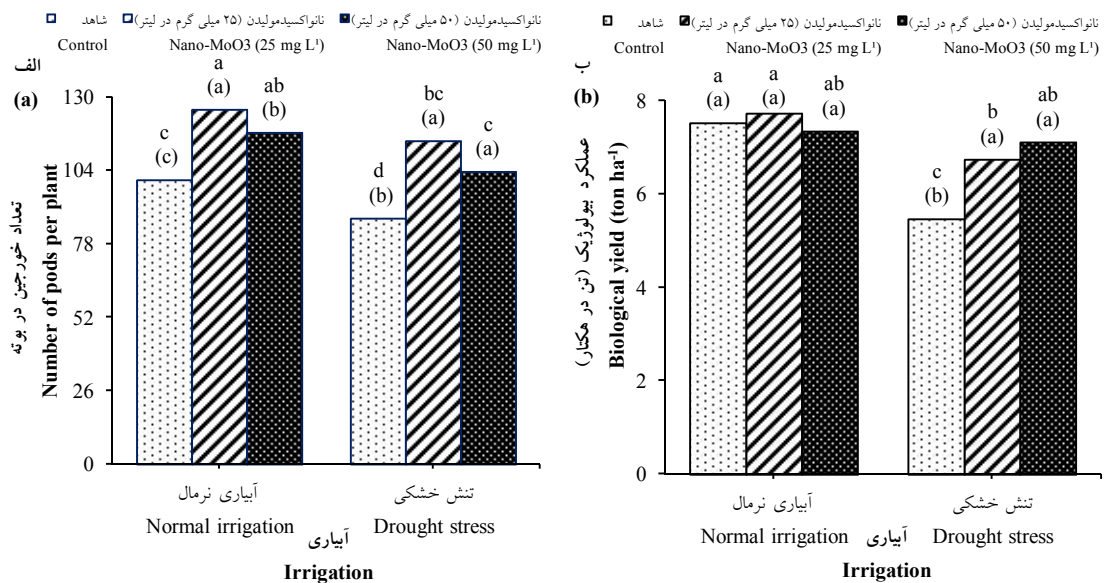 شاهد نانواکسیدمولیدن (۲۵ میلی گرم در لیتر) نانواکسیدمولیدن (۵۰ میلی گرم در لیتر)
Control Nano-MoO3 (25 mg L¹) Nano-MoO3 (50 mg L¹)
الف
(a)
تعداد خورجین در بوته
Number of pods per plant
130
104
78
52
26
0
c
(c)
a
(a)
ab
(b)
d
(b)
bc
(a)
c
(a)
آبیاری نرمال تنش خشکی
Normal irrigation Drought stress
آبیاری
Irrigation
شاهد نانواکسیدمولیدن (۲۵ میلی گرم در لیتر) نانواکسیدمولیدن (۵۰ میلی گرم در لیتر)
Control Nano-MoO3 (25 mg L¹) Nano-MoO3 (50 mg L¹)
ب
(b)
عملکرد بیولوژیک (تن در هکتار)
Biological yield (ton ha⁻¹)
8
6
4
2
0
a
(a)
a
(a)
ab
(a)
c
(b)
b
(a)
ab
(a)
آبیاری نرمال تنش خشکی
Normal irrigation آبیاری Drought stress
Irrigation